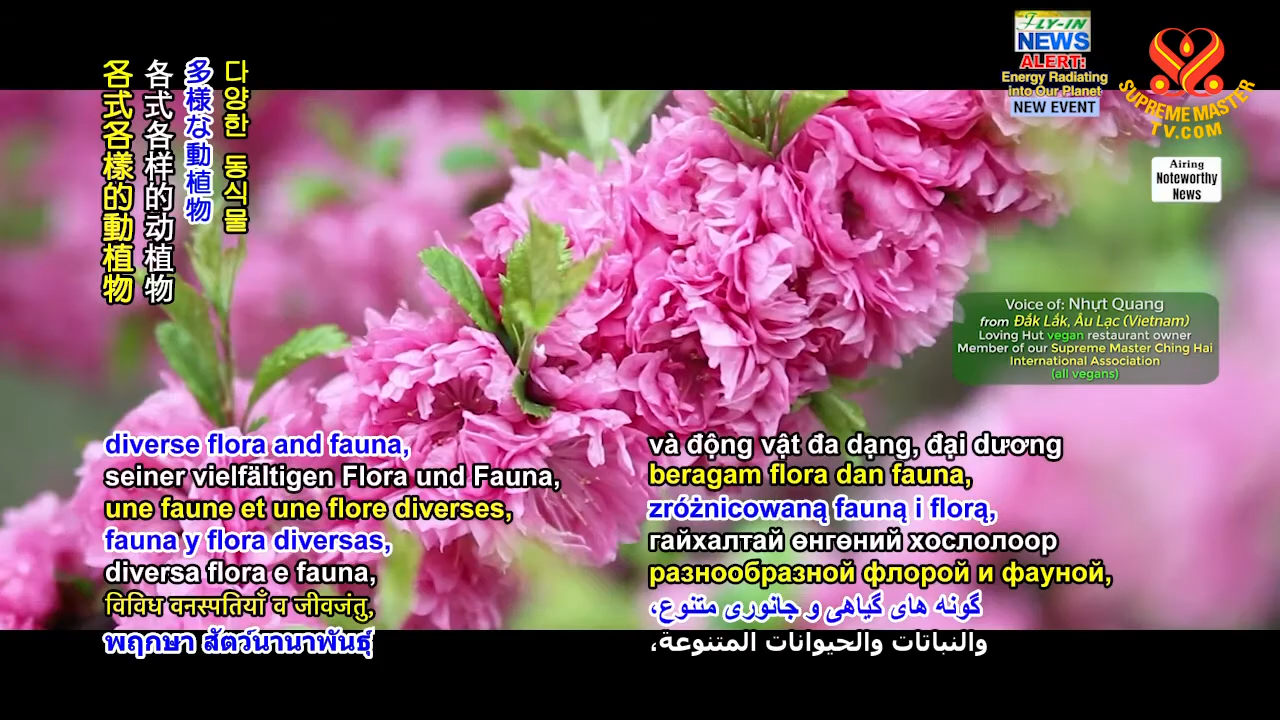 各式各樣的動植物
各式各样的动植物
多様な動植物
다양한 동식물
FLY-IN
NEWS
ALERT:
Energy Radiating
into Our Planet
NEW EVENT
SUPREME MASTER
TV.COM
Airing
Noteworthy
News
Voice of: Nhựt Quang
from Đắk Lắk, Âu Lạc (Vietnam)
Loving Hut vegan restaurant owner
Member of our Supreme Master Ching Hai
International Association
(all vegans)
diverse flora and fauna,
seiner vielfältigen Flora und Fauna,
une faune et une flore diverses,
fauna y flora diversas,
diversa flora e fauna,
विविध वनस्पतियाँ व जीवजंतु,
พฤกษา สัตว์นานาพันธุ์
và động vật đa dạng, đại dương
beragam flora dan fauna,
zróżnicowaną fauną i florą,
гайхалтай өнгөний хослолоор
разнообразной флорой и фауной,
گونه های گیاهی و جانوری متنوع،
والنباتات والحيوانات المتنوعة،